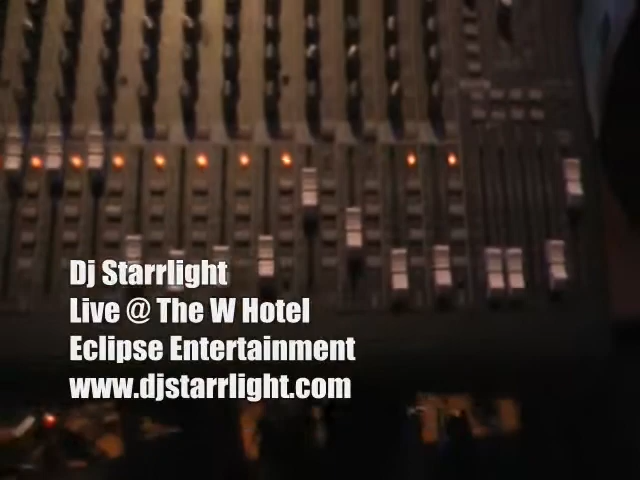 Dj Starrlight
Live @ The W Hotel
Eclipse Entertainment
www.djstarrlight.com